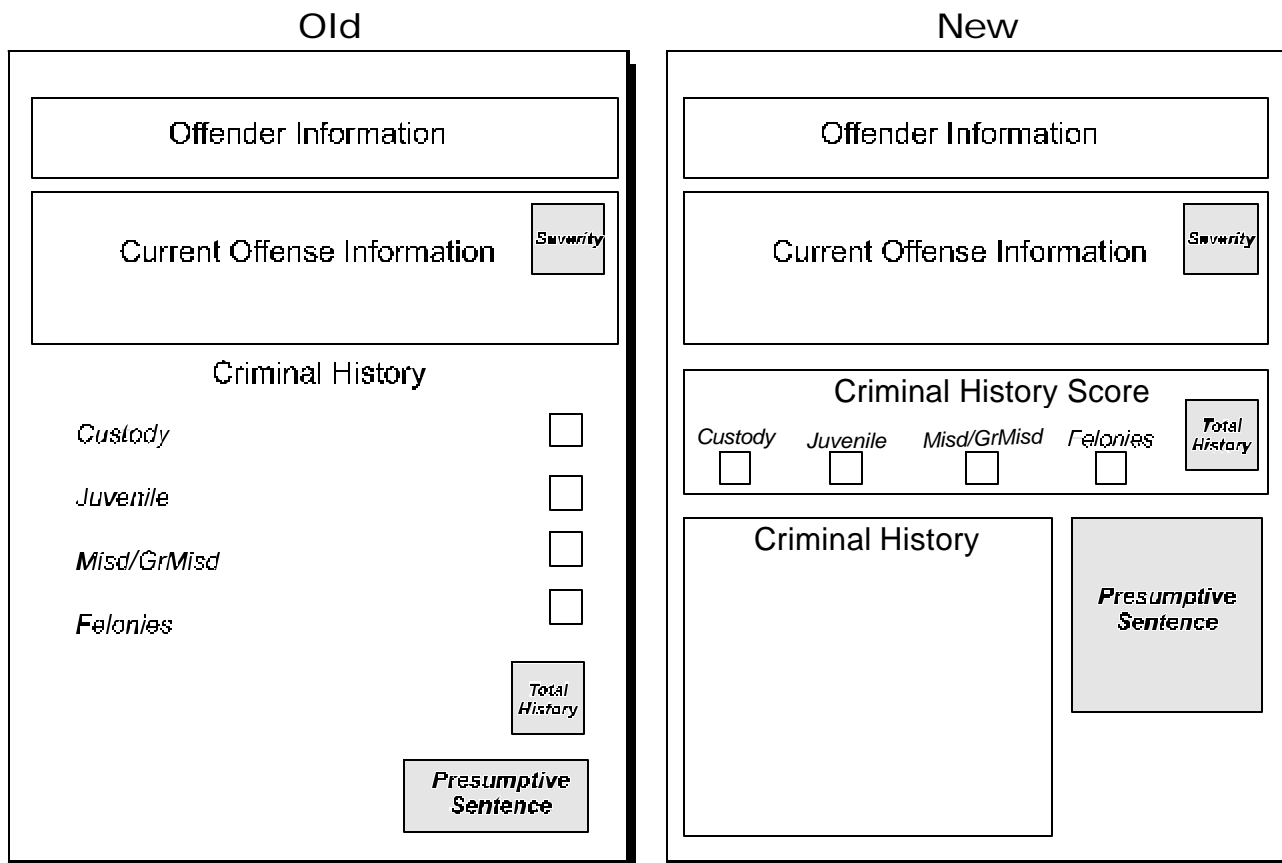 Old
Offender Information
Current Offense Information
Severity
Criminal History
Custody
Juvenile
Misd/GrMisd
Felonies
Total
History
Presumptive
Sentence
New
Offender Information
Current Offense Information
Severity
Criminal History Score
Custody Juvenile Misd/GrMisd Felonies
Total
History
Criminal History
Presumptive
Sentence